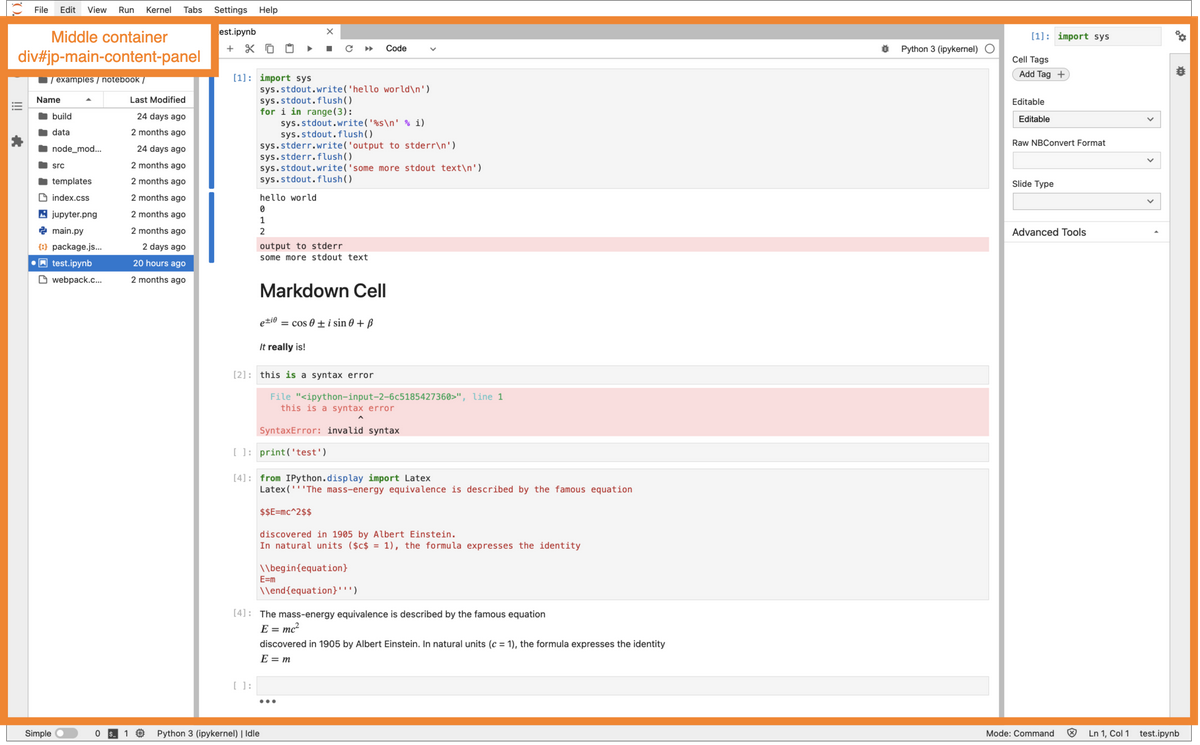 File Edit View Run Kernel Tabs Settings Help
Middle container
div#jp-main-content-panel
est.ipynb
Code
Python 3 (ipykernel)
/ examples / notebook /
Name Last Modified
build 24 days ago
data 2 months ago
node_mod... 24 days ago
src 2 months ago
templates 2 months ago
index.css 2 months ago
jupyter.png 2 months ago
main.py 2 months ago
package.js... 2 days ago
test.ipynb 20 hours ago
webpack.c... 2 months ago
[1]: import sys
sys.stdout.write('hello world\n')
sys.stdout.flush()
for i in range(3):
    sys.stdout.write('%s\n' % i)
    sys.stdout.flush()
sys.stderr.write('output to stderr\n')
sys.stderr.flush()
sys.stdout.write('some more stdout text\n')
sys.stdout.flush()
hello world
0
1
2
output to stderr
some more stdout text
Markdown Cell
e^±iθ = cos θ ± i sin θ + β
It really is!
[2]: this is a syntax error
File "<ipython-input-2-6c5185427360>", line 1
this is a syntax error
^
SyntaxError: invalid syntax
[ ]: print('test')
[4]: from IPython.display import Latex
Latex('''The mass-energy equivalence is described by the famous equation
$$E=mc^2$$
discovered in 1905 by Albert Einstein.
In natural units ($c$ = 1), the formula expresses the identity
\\begin{equation}
E=m
\\end{equation}''')
[4]: The mass-energy equivalence is described by the famous equation
E = mc²
discovered in 1905 by Albert Einstein. In natural units (c = 1), the formula expresses the identity
E = m
[ ]:
[1]: import sys
Cell Tags
Add Tag +
Editable
Editable
Raw NBConvert Format
Slide Type
Advanced Tools
Simple 0 1 Python 3 (ipykernel) | Idle
Mode: Command Ln 1, Col 1 test.ipynb